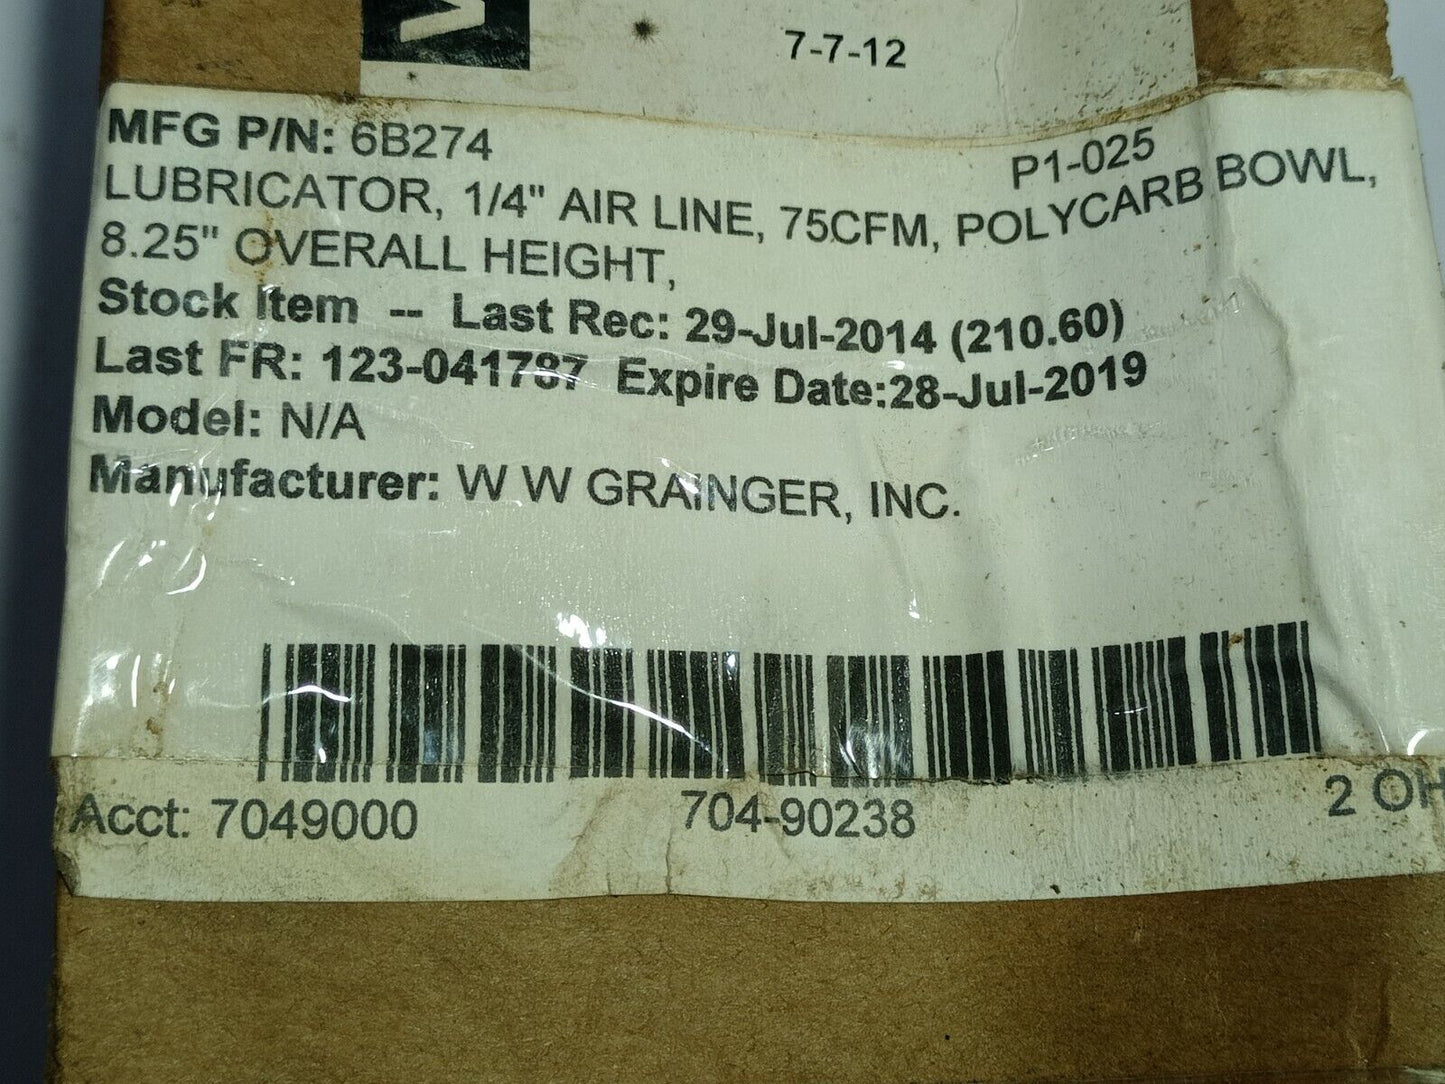 7-7-12
MFG P/N: 6B274 P1-025
LUBRICATOR, 1/4" AIR LINE, 75CFM, POLYCARB BOWL,
8.25" OVERALL HEIGHT,
Stock Item -- Last Rec: 29-Jul-2014 (210.60)
Last FR: 123-041787 Expire Date:28-Jul-2019
Model: N/A
Manufacturer: W W GRAINGER, INC.
Acct: 7049000 704-90238 2 OH